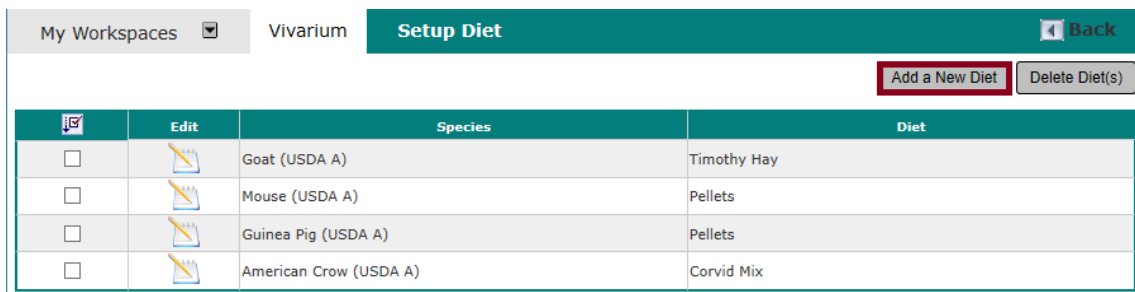 My Workspaces Vivarium Setup Diet Back
Add a New Diet Delete Diet(s)
Edit Species Diet
Goat (USDA A) Timothy Hay
Mouse (USDA A) Pellets
Guinea Pig (USDA A) Pellets
American Crow (USDA A) Corvid Mix